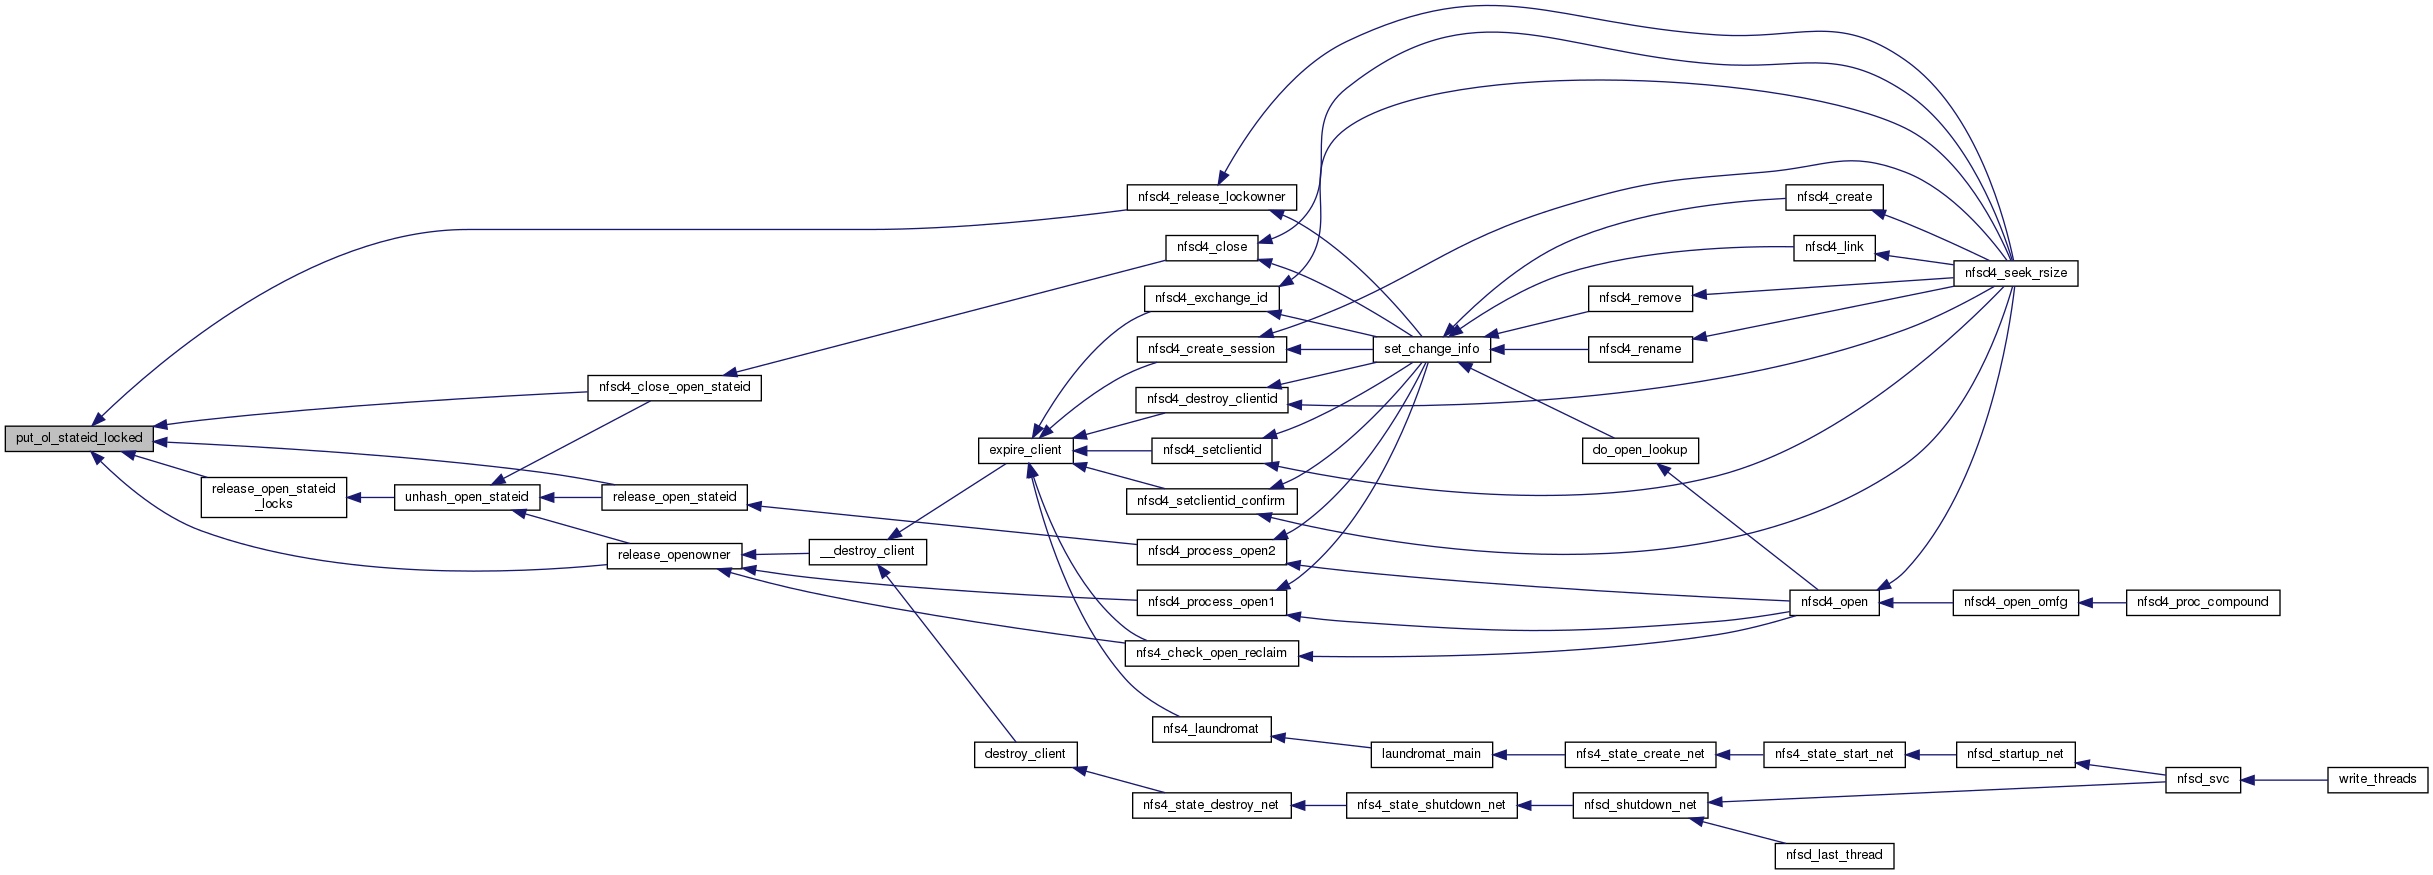 put_ol_stateid_locked
release_open_stateid
_locks
unhash_open_stateid
nfsd4_close_open_stateid
release_open_stateid
release_openowner
__destroy_client
expire_client
destroy_client
nfsd4_release_lockowner
nfsd4_close
nfsd4_exchange_id
nfsd4_create_session
nfsd4_destroy_clientid
nfsd4_setclientid
nfsd4_setclientid_confirm
nfsd4_process_open2
nfsd4_process_open1
nfs4_check_open_reclaim
nfs4_laundromat
nfs4_state_destroy_net
set_change_info
laundromat_main
nfs4_state_shutdown_net
nfsd4_remove
nfsd4_rename
do_open_lookup
nfs4_state_create_net
nfsd_shutdown_net
nfsd4_create
nfsd4_link
nfsd4_open
nfs4_state_start_net
nfsd_last_thread
nfsd4_seek_rsize
nfsd4_open_omfg
nfsd_startup_net
nfsd4_proc_compound
nfsd_svc
write_threads